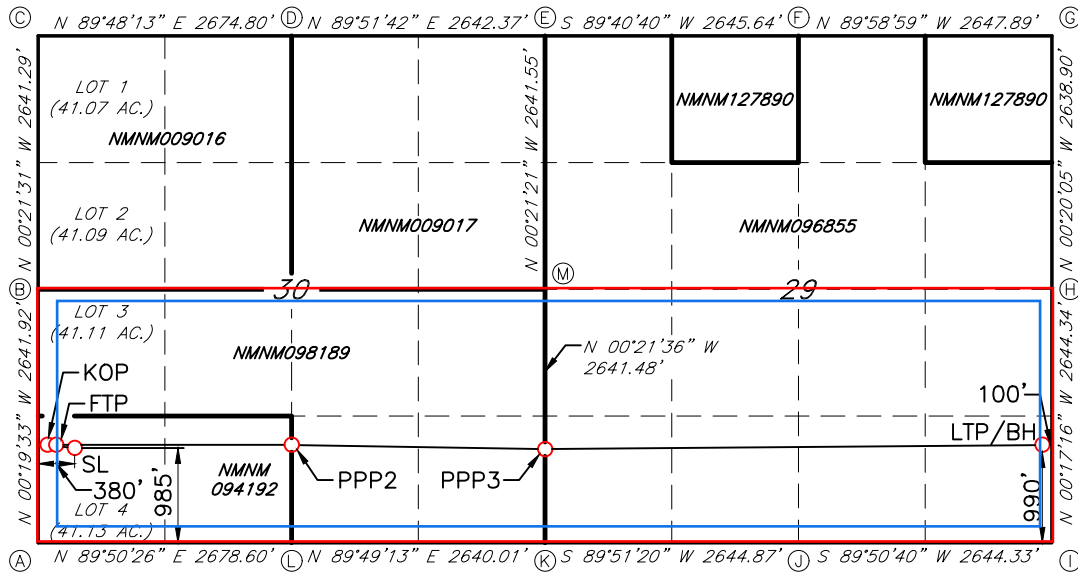 C N 89°48'13" E 2674.80' D N 89°51'42" E 2642.37' E S 89°40'40" W 2645.64' F N 89°58'59" W 2647.89' G
N 00°21'31" W 2641.29'
LOT 1
(41.07 AC.)
NMNM009016
LOT 2
(41.09 AC.)
NMNM009017
N 00°21'21" W 2641.55'
NMNM127890
NMNM127890
NMNM096855
N 00°20'05" W 2638.90'
B
30
M
29
H
N 00°19'33" W 2641.92'
LOT 3
(41.11 AC.)
NMNM098189
N 00°21'36" W
2641.48'
N 00°17'16" W 2644.34'
KOP
FTP
100'
LTP/BH
SL
380'
985'
NMNM
094192
PPP2
PPP3
990'
LOT 4
(41.13 AC.)
A N 89°50'26" E 2678.60' L N 89°49'13" E 2640.01' K S 89°51'20" W 2644.87' J S 89°50'40" W 2644.33' I